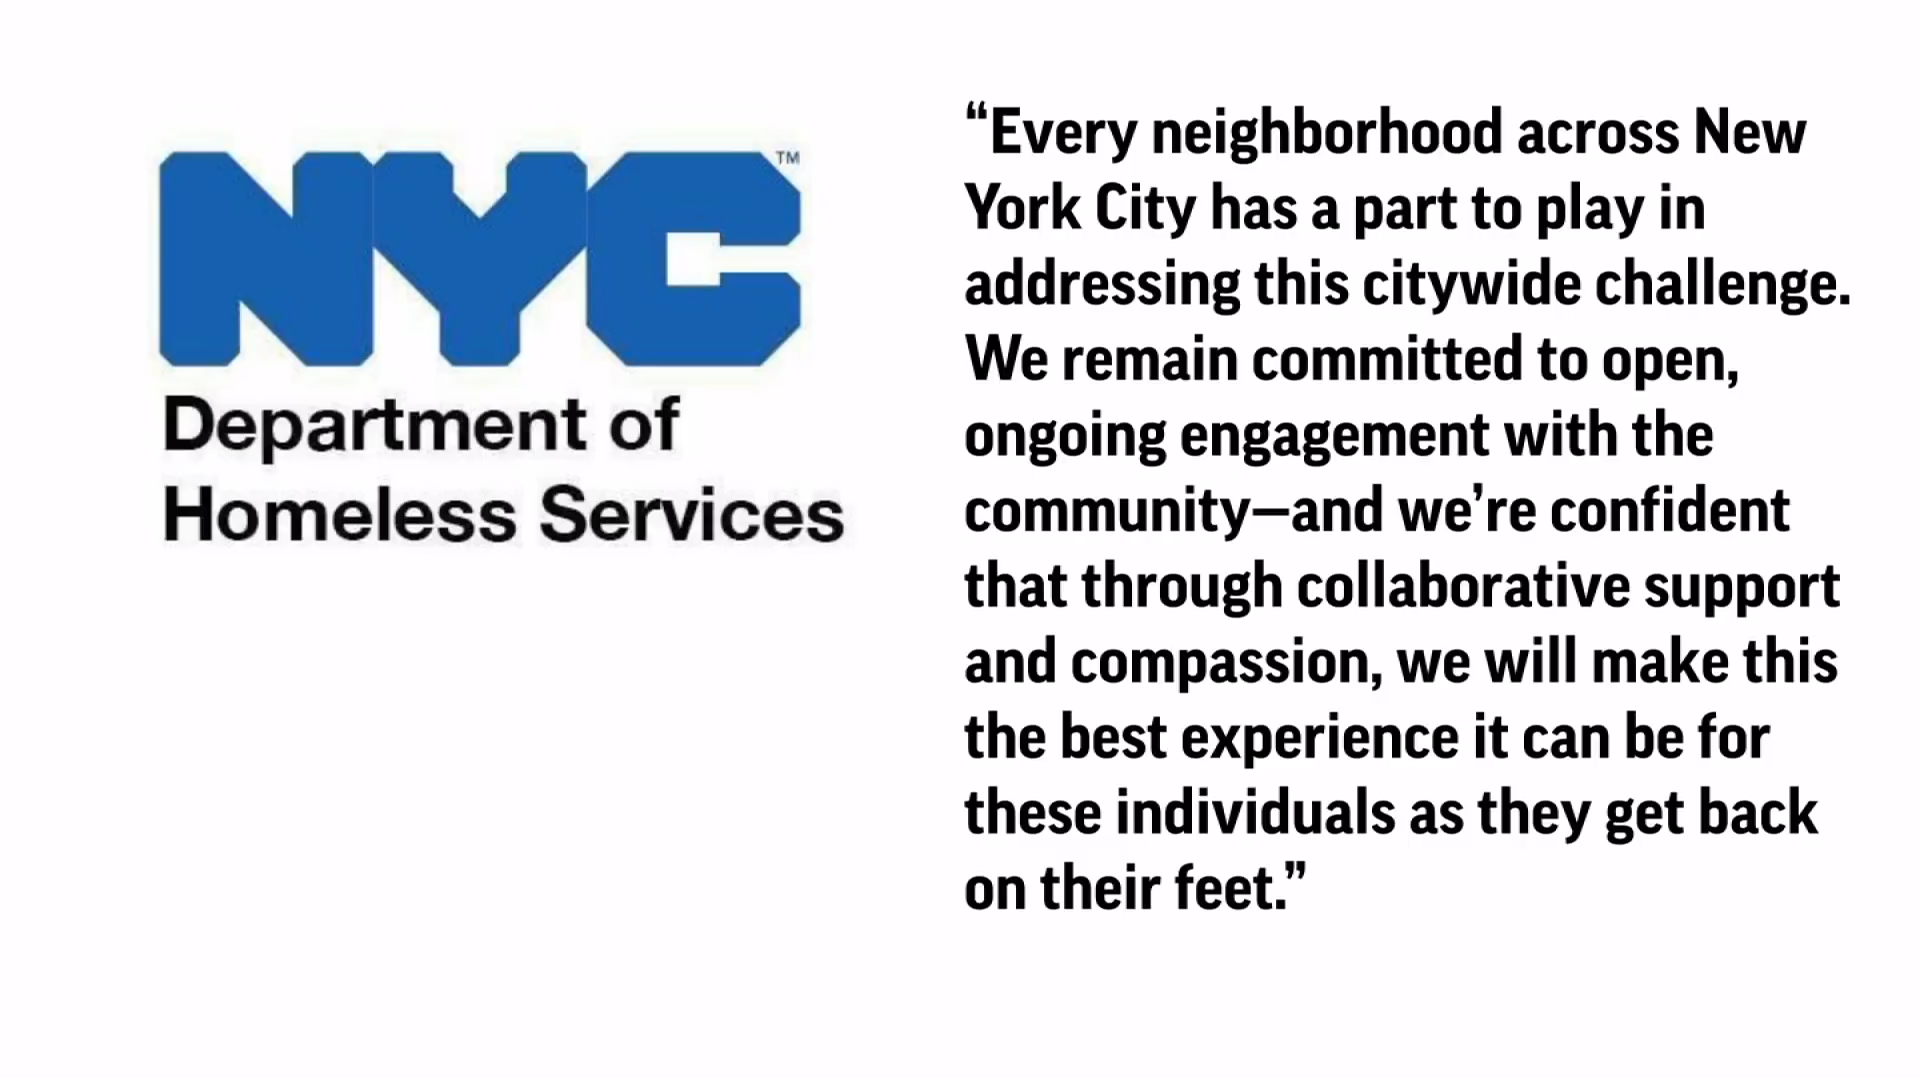 NYC™
Department of
Homeless Services
“Every neighborhood across New
York City has a part to play in
addressing this citywide challenge.
We remain committed to open,
ongoing engagement with the
community—and we’re confident
that through collaborative support
and compassion, we will make this
the best experience it can be for
these individuals as they get back
on their feet.”